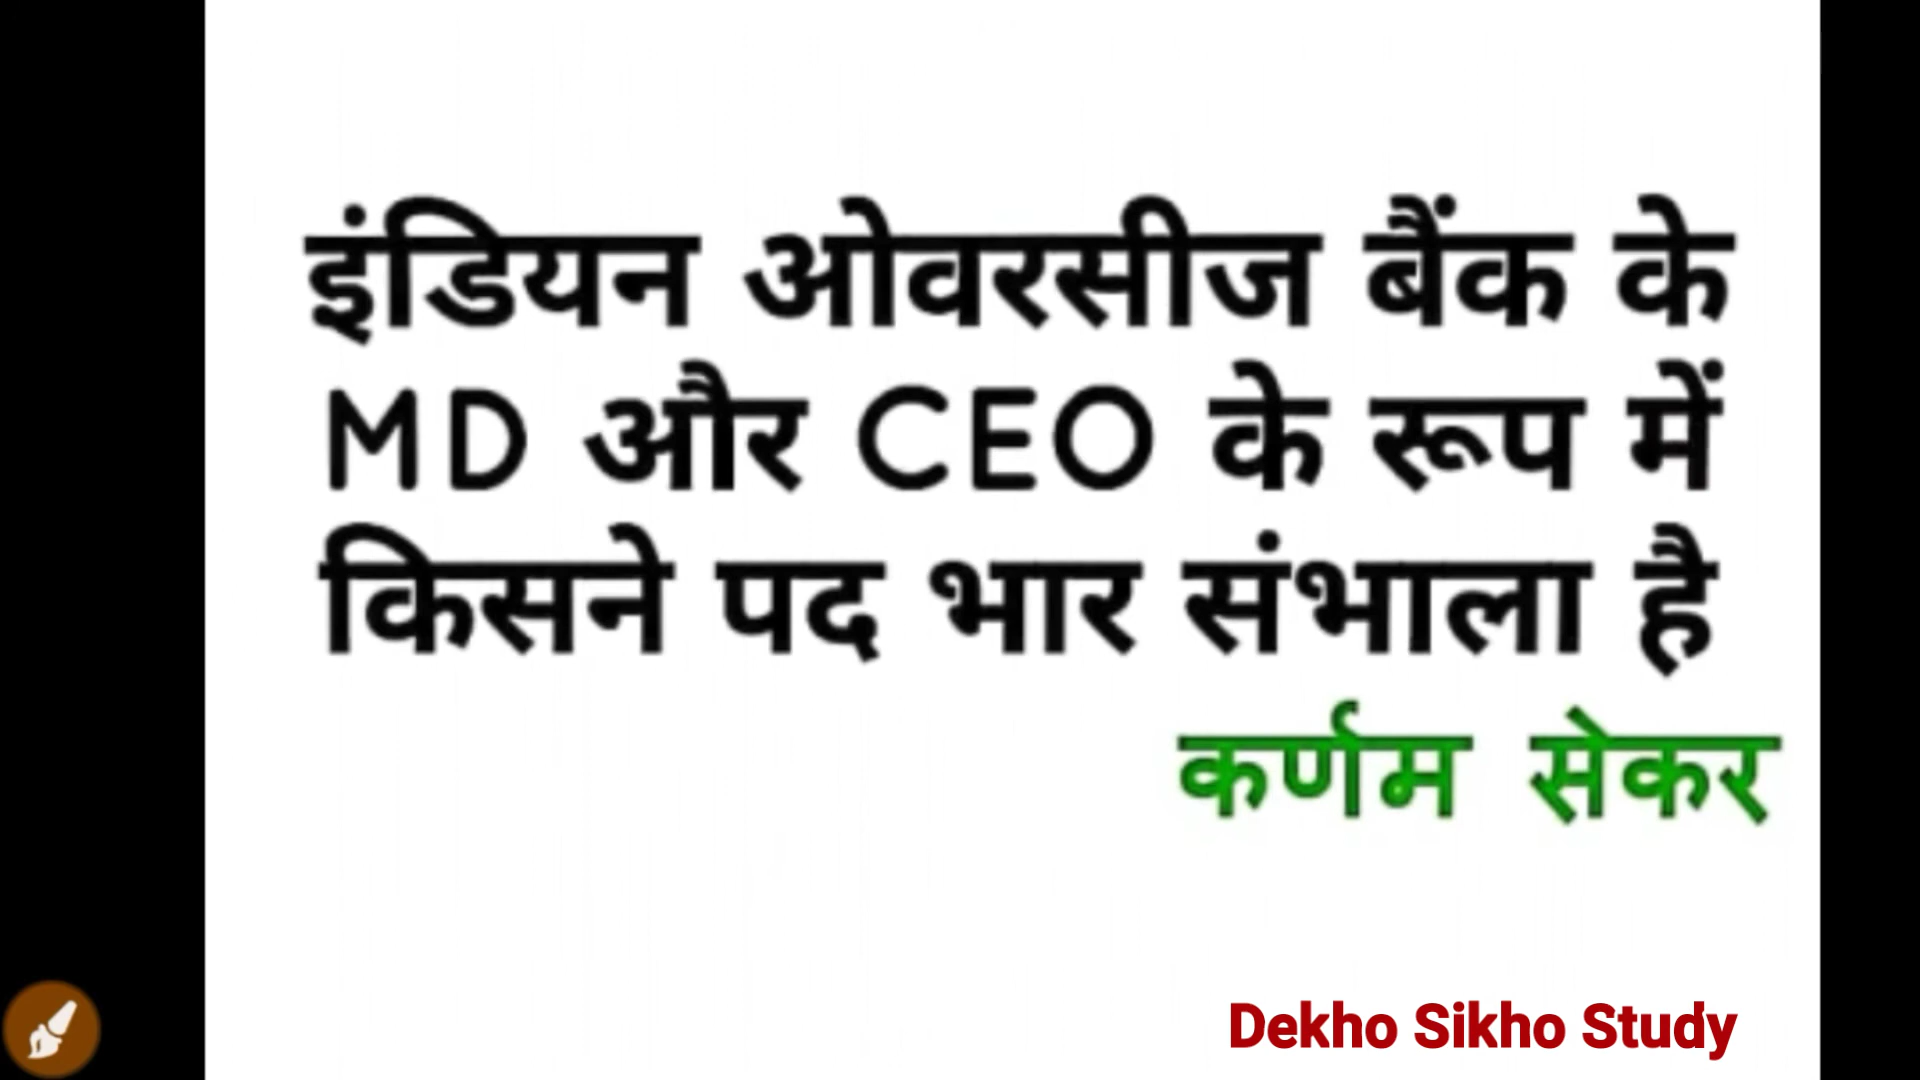 इंडियन ओवरसीज बैंक के
MD और CEO के रूप में
किसने पद भार संभाला है
कर्णम सेकर
Dekho Sikho Study